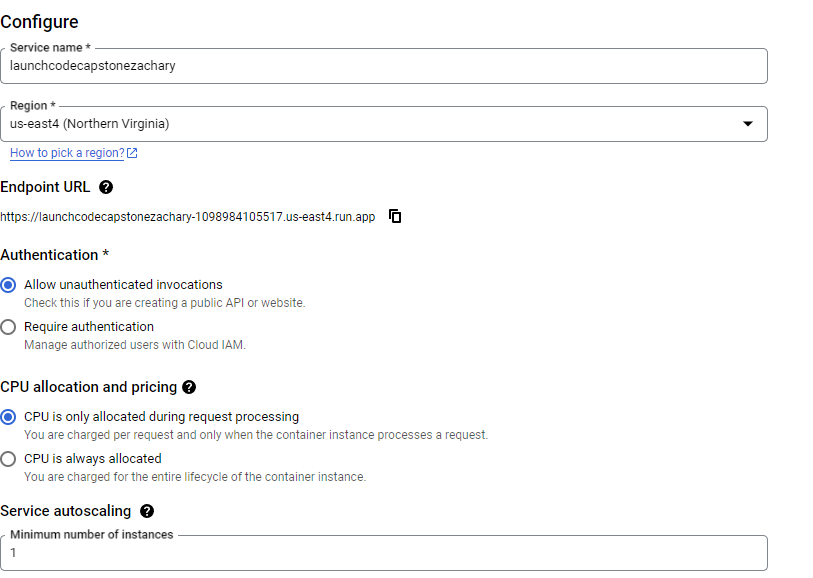 Configure
Service name *
launchcodecapstonezachary
Region *
us-east4 (Northern Virginia)
How to pick a region?
Endpoint URL
https://launchcodecapstonezachary-1098984105517.us-east4.run.app
Authentication *
Allow unauthenticated invocations
Check this if you are creating a public API or website.
Require authentication
Manage authorized users with Cloud IAM.
CPU allocation and pricing
CPU is only allocated during request processing
You are charged per request and only when the container instance processes a request.
CPU is always allocated
You are charged for the entire lifecycle of the container instance.
Service autoscaling
Minimum number of instances
1